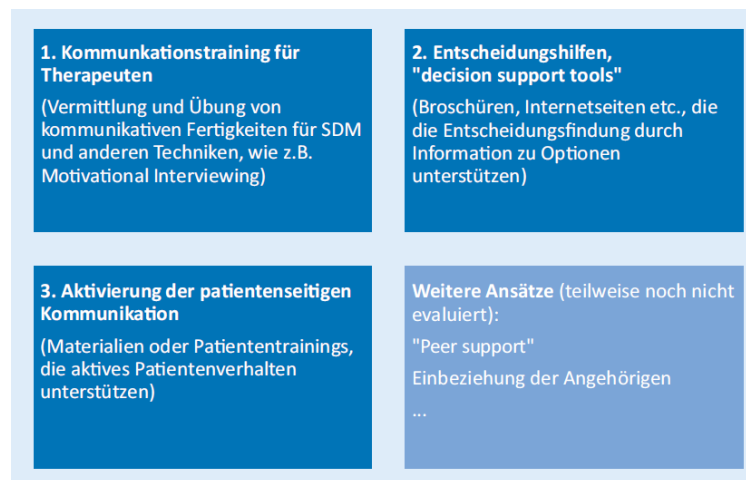 1. Kommunkationstraining für
Therapeuten
(Vermittlung und Übung von
kommunikativen Fertigkeiten für SDM
und anderen Techniken, wie z.B.
Motivational Interviewing)
2. Entscheidungshilfen,
"decision support tools"
(Broschüren, Internetseiten etc., die
die Entscheidungsfindung durch
Information zu Optionen
unterstützen)
3. Aktivierung der patientenseitigen
Kommunikation
(Materialien oder Patiententrainings,
die aktives Patientenverhalten
unterstützen)
Weitere Ansätze (teilweise noch nicht
evaluiert):
"Peer support"
Einbeziehung der Angehörigen
...